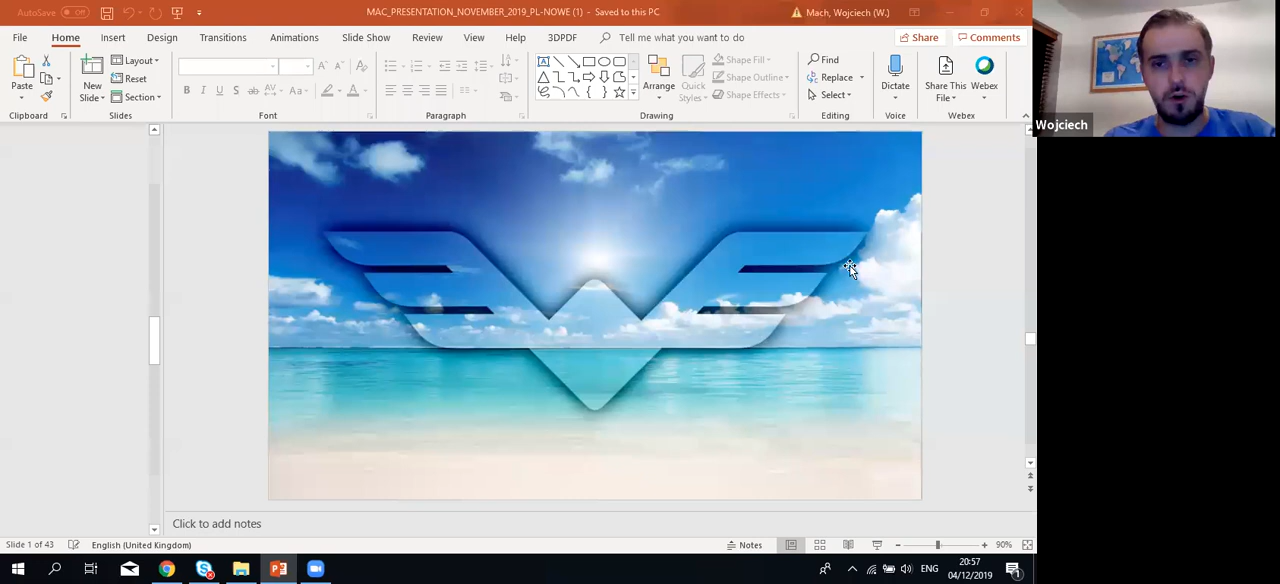 AutoSave Off MAC_PRESENTATION_NOVEMBER_2019_PL-NOWE (1) - Saved to this PC Mach, Wojciech (W.)
File Home Insert Design Transitions Animations Slide Show Review View Help 3DPDF Tell me what you want to do Share Comments
Paste New Slide Layout Reset Section Arrange Quick Styles Shape Fill Shape Outline Shape Effects Find Replace Select Dictate Share This File Webex
Clipboard Slides Font Paragraph Drawing Editing Voice Webex
Wojciech
Click to add notes
Slide 1 of 43 English (United Kingdom) Notes 90%
ENG 20:57
04/12/2019